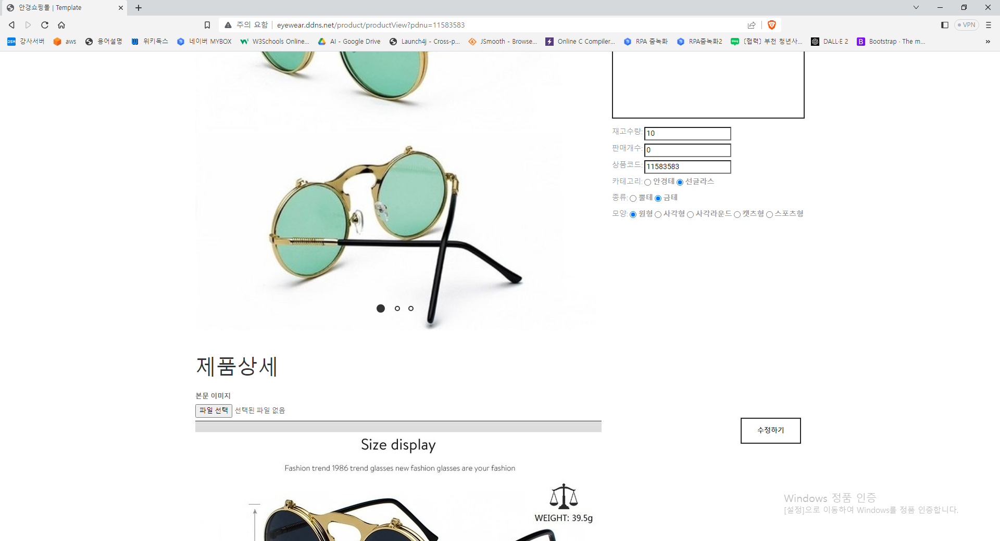 안경쇼핑몰 | Template
주의 요함
eyewear.ddns.net/product/productView?pdnu=11583583
VPN
강사서버
aws
용어설명
위키독스
네이버 MYBOX
W3Schools Online...
AI - Google Drive
Launch4j - Cross-p...
JSmooth - Browse...
Online C Compiler...
RPA 줌녹화
RPA줌녹화2
[협력] 부천 청년사...
DALL·E 2
Bootstrap · The m...
재고수량: 10
판매개수: 0
상품코드: 11583583
카테고리: 안경테 선글라스
종류: 뿔테 금테
모양: 원형 사각형 사각라운드 캣츠형 스포츠형
제품상세
본문 이미지
파일 선택 선택된 파일 없음
수정하기
Size display
Fashion trend 1986 trend glasses new fashion glasses are your fashion
WEIGHT: 39.5g
Windows 정품 인증
[설정]으로 이동하여 Windows를 정품 인증합니다.